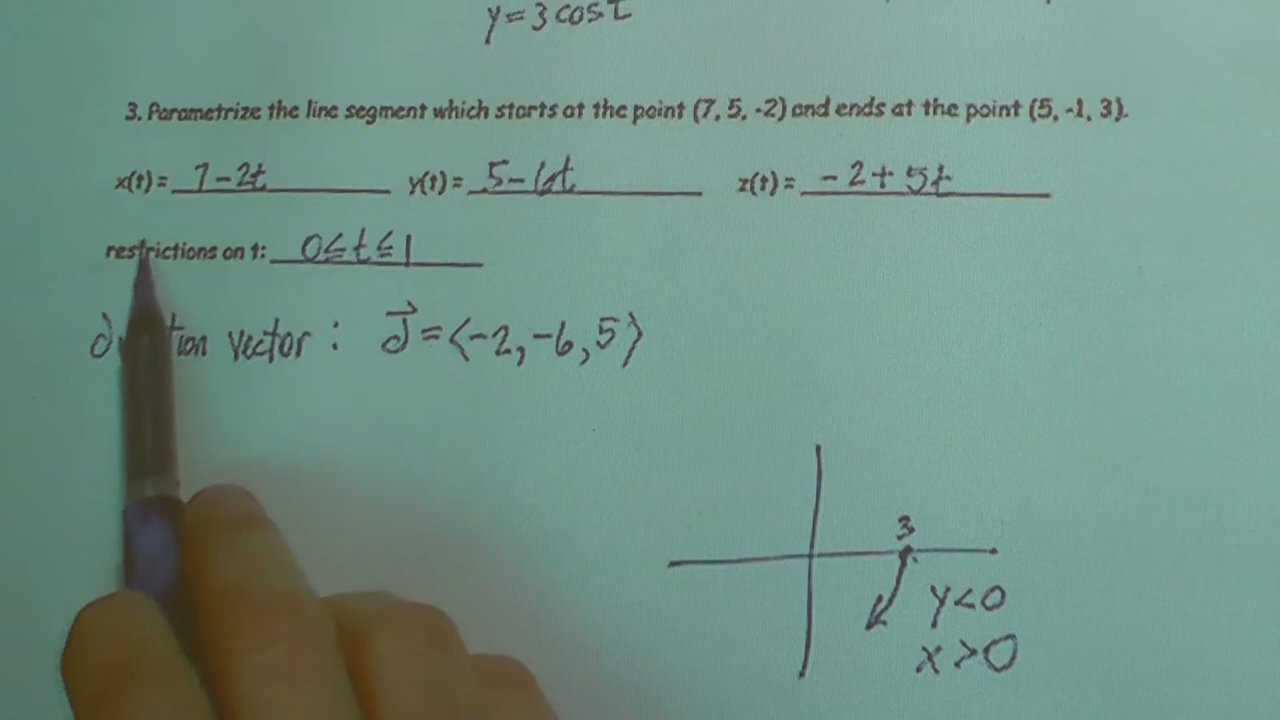 y = 3 cos t
3. Parametrize the line segment which starts at the point (7, 5, -2) and ends at the point (5, -1, 3).
x(t) = 7 - 2t y(t) = 5 - 6t z(t) = - 2 + 5t
restrictions on t: 0 ≤ t ≤ 1
vector : d⃗ = ⟨-2, -6, 5⟩
3
y < 0
x > 0